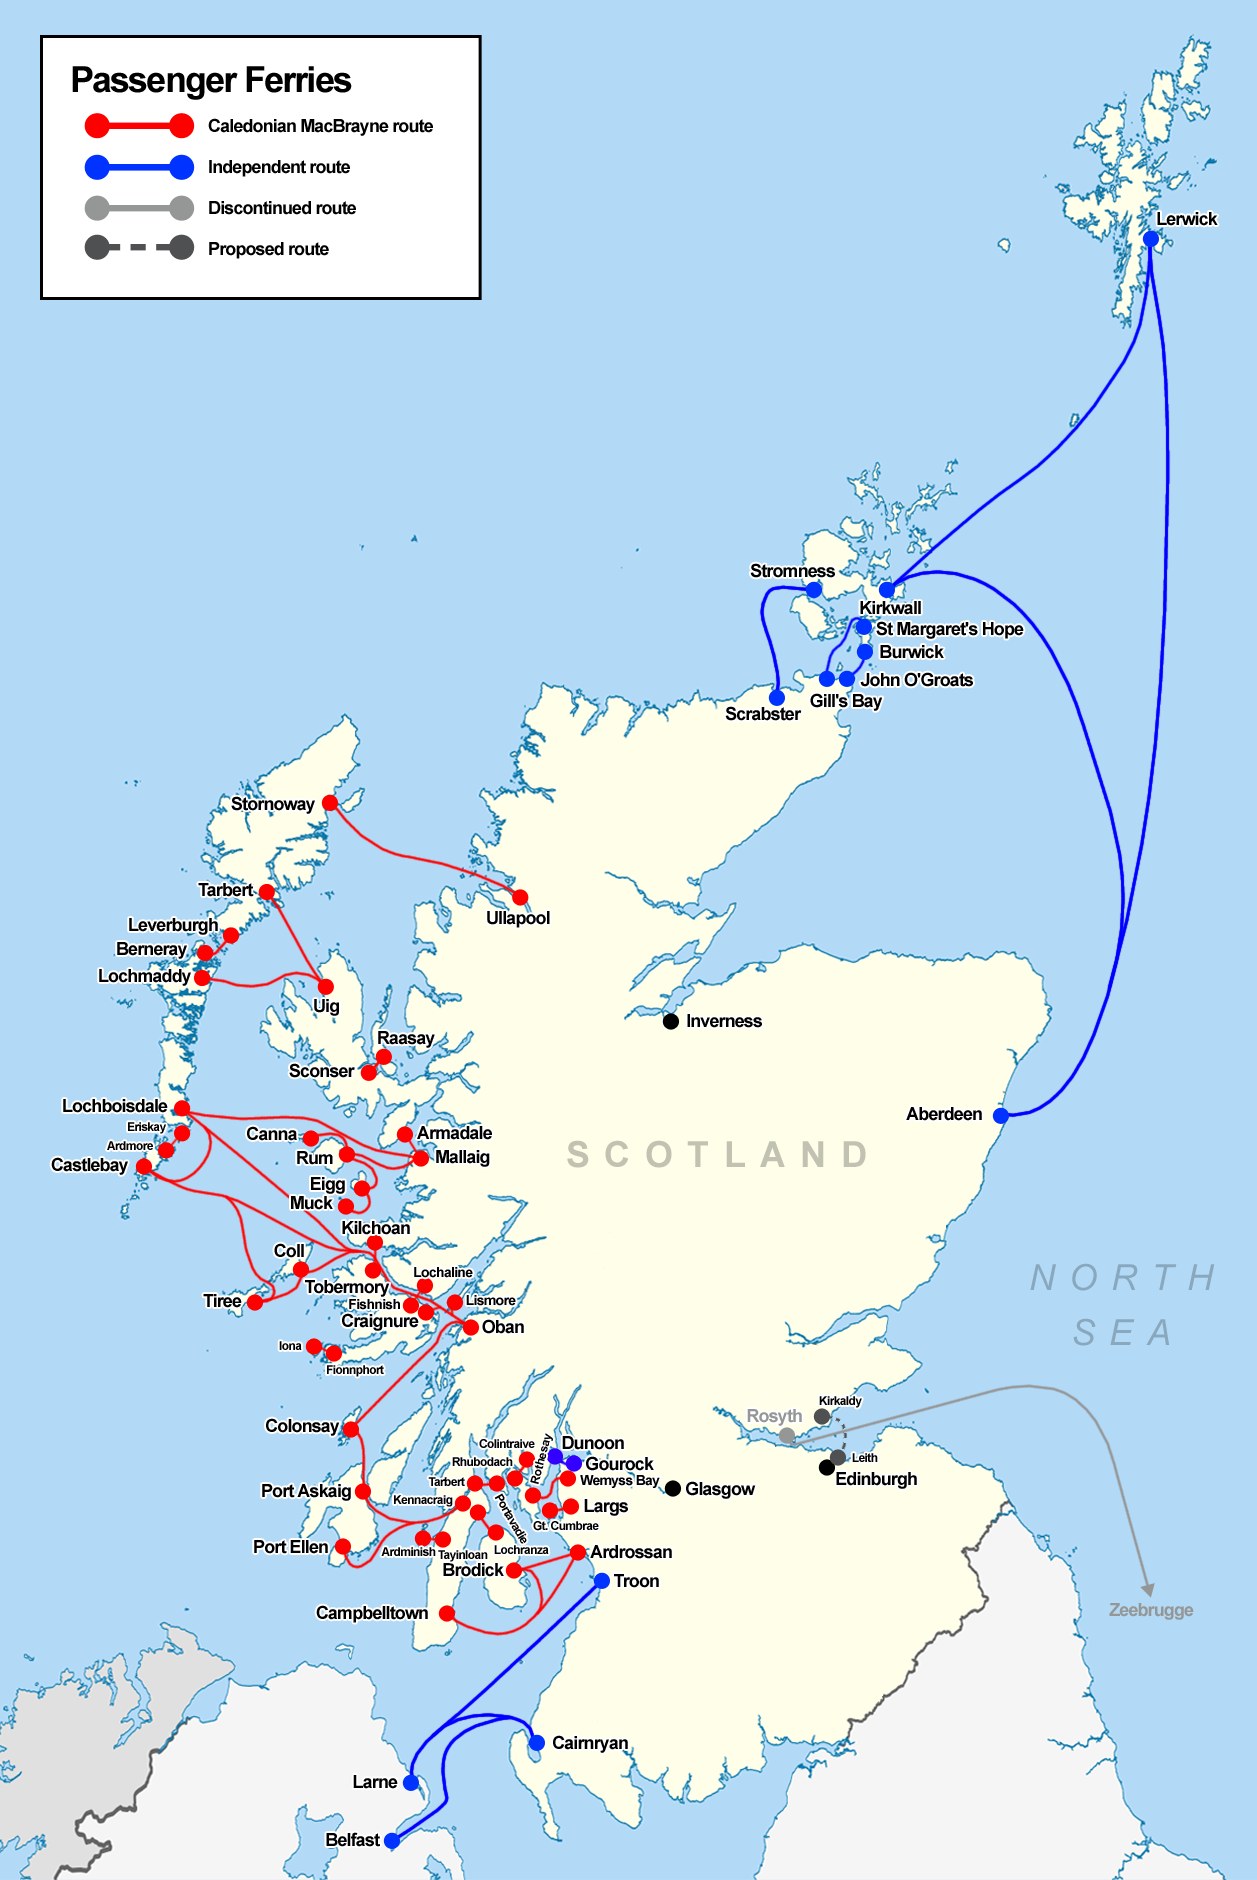 Passenger Ferries
Caledonian MacBrayne route
Independent route
Discontinued route
Proposed route
Lerwick
Stromness
Kirkwall
St Margaret's Hope
Burwick
John O'Groats
Gill's Bay
Scrabster
Stornoway
Tarbert
Ullapool
Leverburgh
Berneray
Lochmaddy
Uig
Inverness
Raasay
Sconser
Lochboisdale
Eriskay
Ardmore
Castlebay
Canna
Rum
Armadale
Mallaig
Eigg
Muck
Aberdeen
SCOTLAND
Kilchoan
Coll
Tobermory
Lochaline
Tiree
Fishnish
Lismore
Craignure
Oban
Iona
Fionnphort
NORTH
SEA
Colonsay
Kirkaldy
Rosyth
Leith
Edinburgh
Colintraive
Rothesay
Dunoon
Gourock
Rhubodach
Wemyss Bay
Glasgow
Tarbert
Port Askaig
Kennacraig
Portavadie
Largs
Gt. Cumbrae
Port Ellen
Ardminish
Tayinloan
Lochranza
Ardrossan
Brodick
Troon
Campbelltown
Zeebrugge
Cairnryan
Larne
Belfast